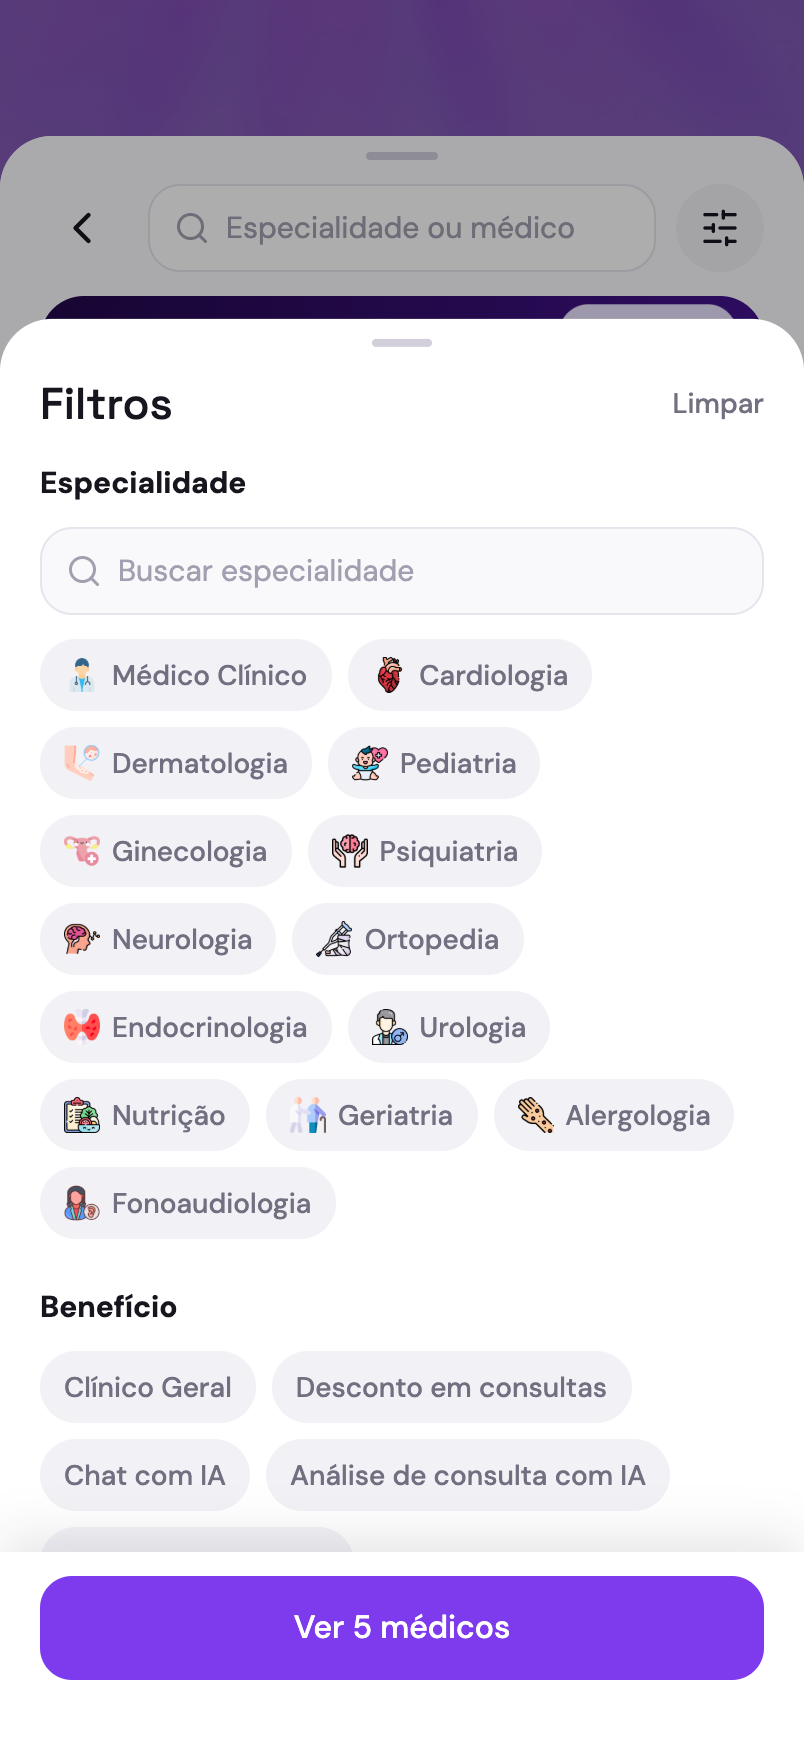 Especialidade ou médico
Filtros
Limpar
Especialidade
Buscar especialidade
Médico Clínico
Cardiologia
Dermatologia
Pediatria
Ginecologia
Psiquiatria
Neurologia
Ortopedia
Endocrinologia
Urologia
Nutrição
Geriatria
Alergologia
Fonoaudiologia
Benefício
Clínico Geral
Desconto em consultas
Chat com IA
Análise de consulta com IA
Ver 5 médicos